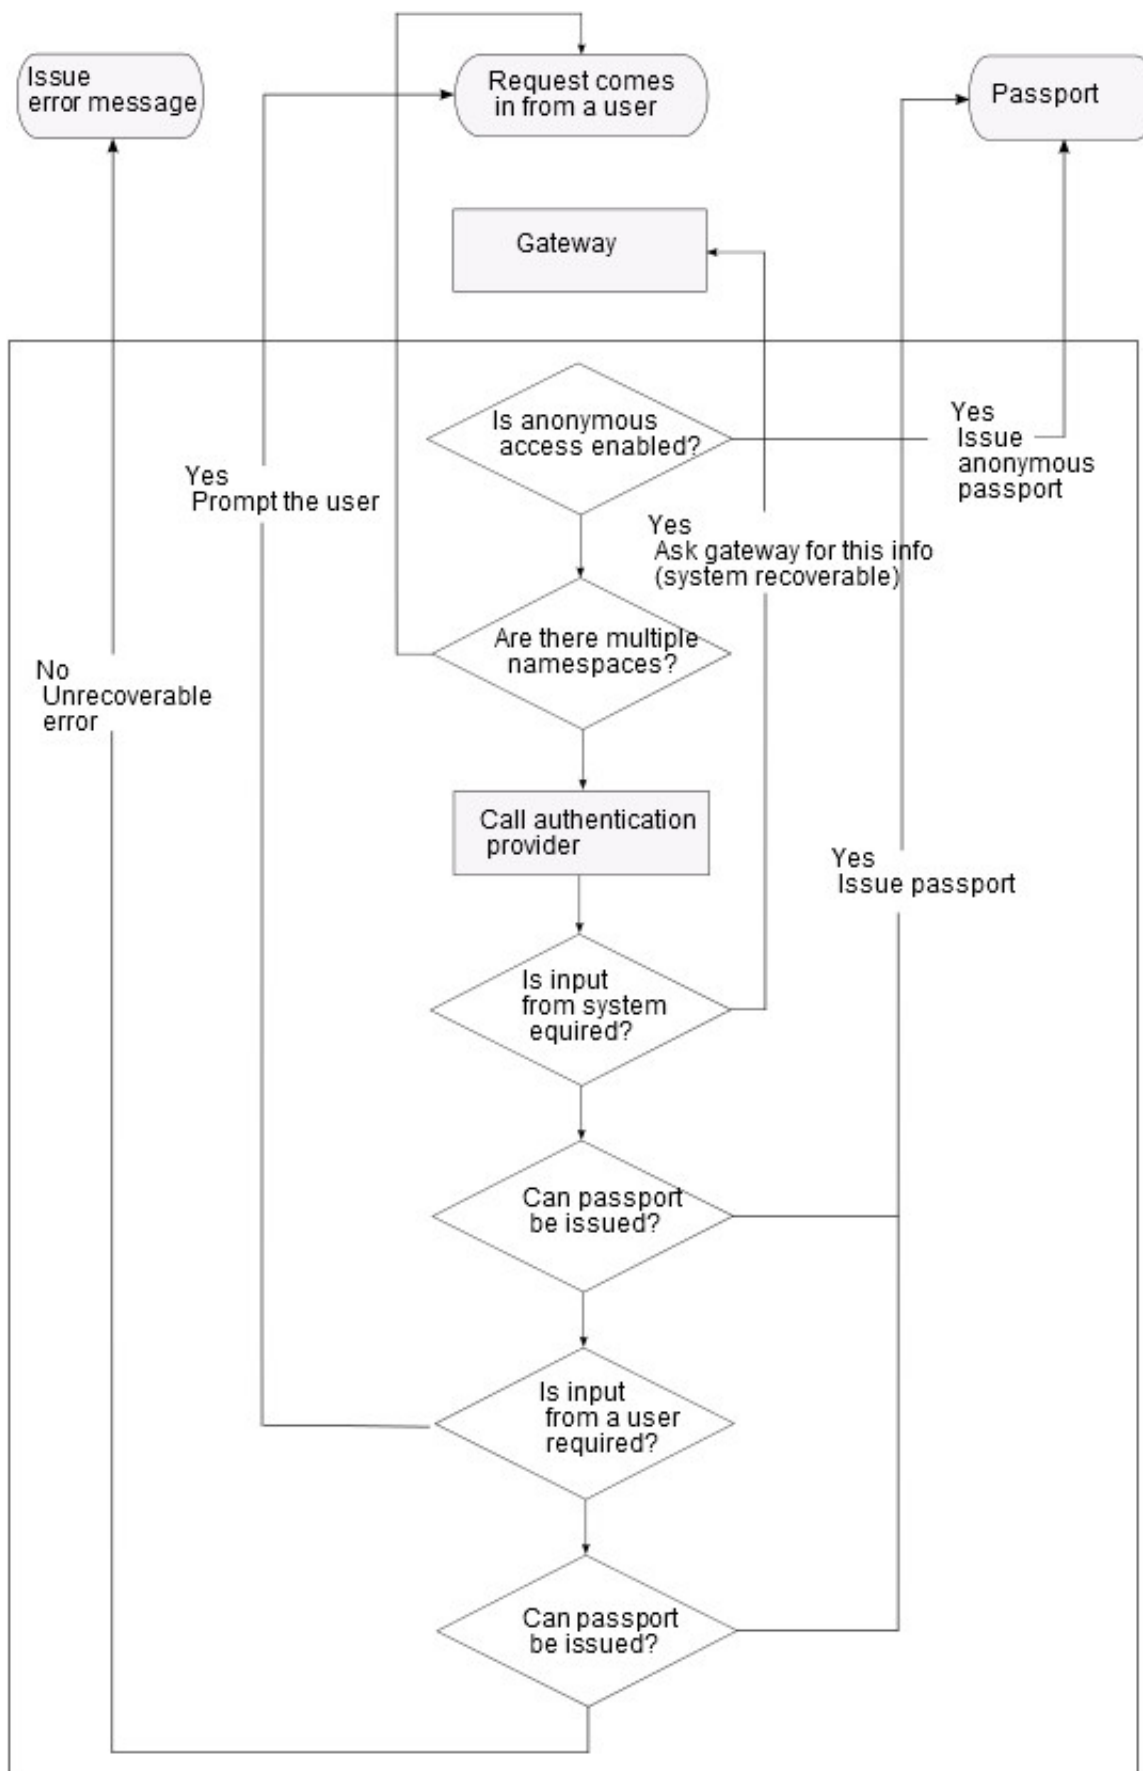 Issue
error message
Request comes
in from a user
Passport
Gateway
Is anonymous
access enabled?
Yes
Issue
anonymous
passport
Yes
Prompt the user
Yes
Ask gateway for this info
(system recoverable)
Are there multiple
namespaces?
No
Unrecoverable
error
Call authentication
provider
Yes
Issue passport
Is input
from system
equired?
Can passport
be issued?
Is input
from a user
required?
Can passport
be issued?